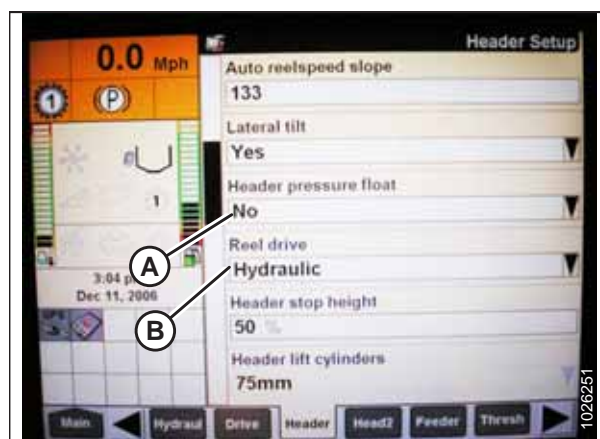 0.0 Mph
Header Setup
Auto reelspeed slope
133
1
(P)
Lateral tilt
Yes
1
Header pressure float
No
A
Reel drive
Hydraulic
3:04
Dec 11, 2006
B
Header stop height
50 %
GPS
Header lift cylinders
75mm
Main
Hydraul
Drive
Header
Head2
Feeder
Thresh
1026251